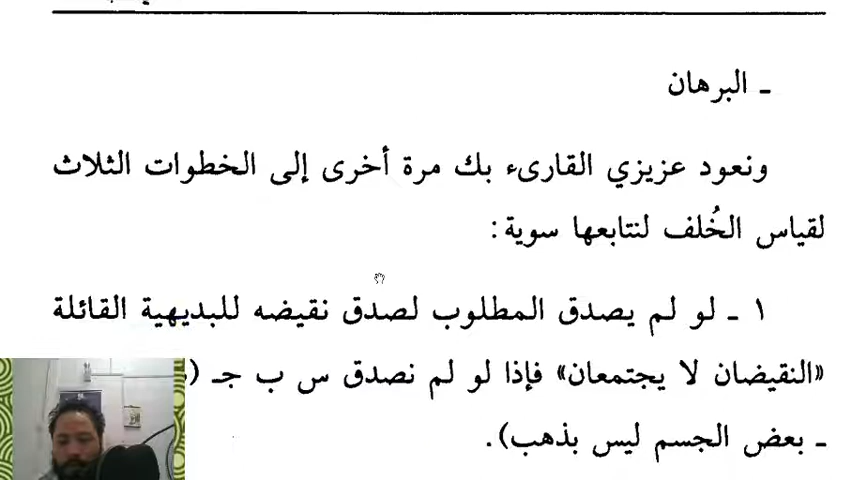 ـ البرهان
ونعود عزيزي القارىء بك مرة أخرى إلى الخطوات الثلاث
لقياس الخُلف لنتابعها سوية:
١ ـ لو لم يصدق المطلوب لصدق نقيضه للبديهية القائلة
«النقيضان لا يجتمعان» فإذا لو لم نصدق س ب جـ (
ـ بعض الجسم ليس بذهب).